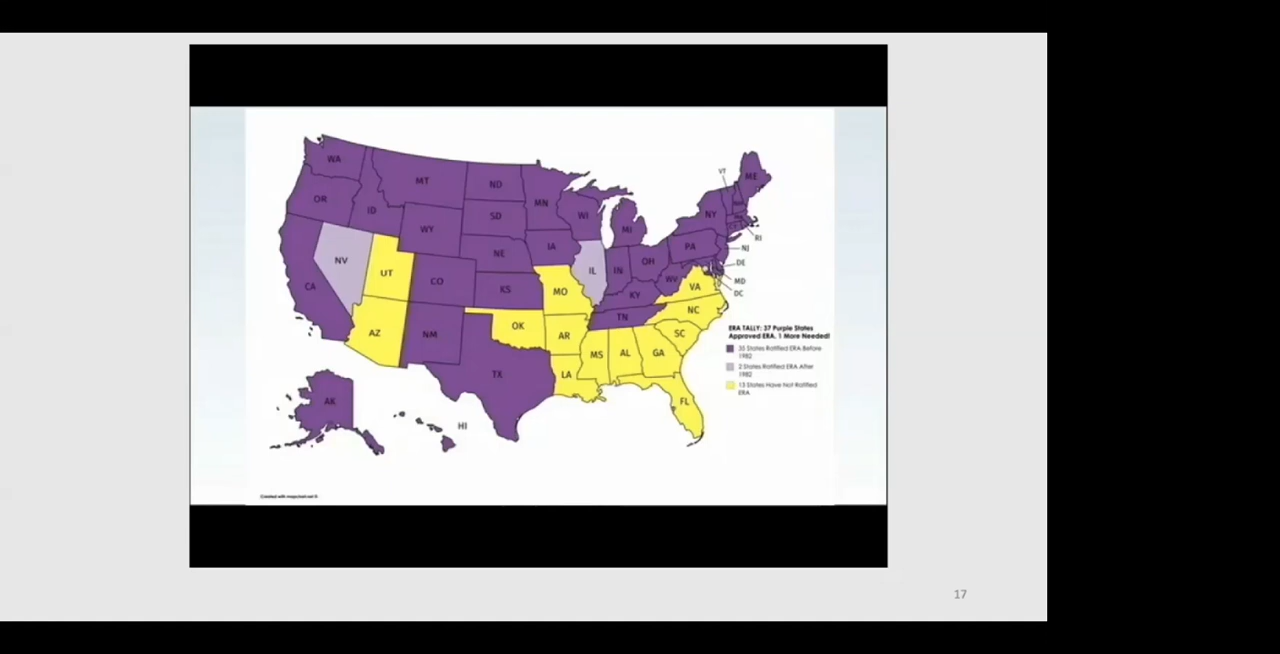 WA
MT
ND
MN
VT
ME
OR
ID
SD
WI
MI
NY
WY
RI
NV
UT
NE
IA
IL
IN
OH
PA
NJ
DE
CA
CO
KS
MO
WV
VA
MD
DC
KY
AZ
NM
OK
AR
TN
NC
SC
MS
AL
GA
TX
LA
AK
HI
FL
ERA TALLY: 37 Purple States
Approved ERA. 1 More Needed!
35 States Ratified ERA Before
1982
2 States Ratified ERA After
1982
13 States Have Not Ratified
ERA
Created with mapchart.net ©
17